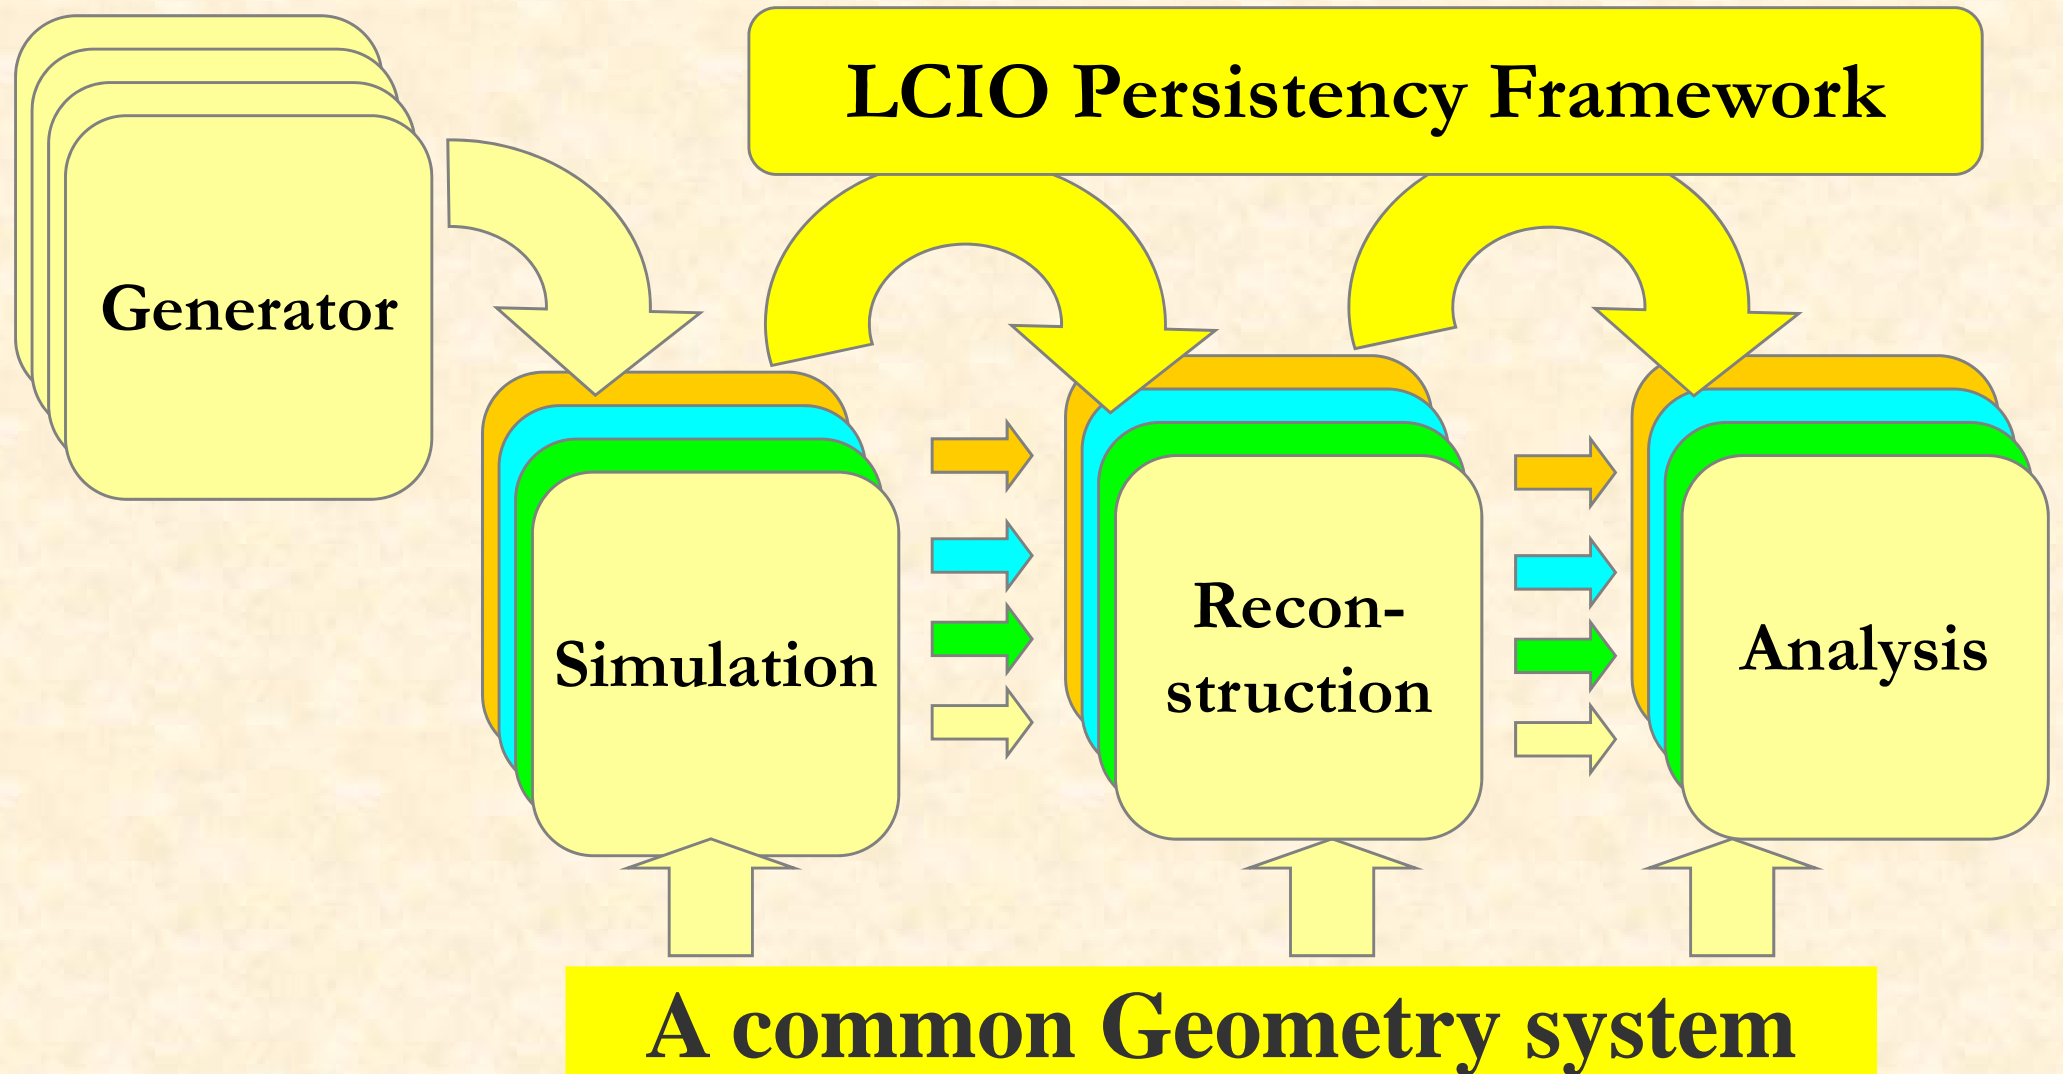 LCIO Persistency Framework
Generator
Simulation
Recon-
struction
Analysis
A common Geometry system